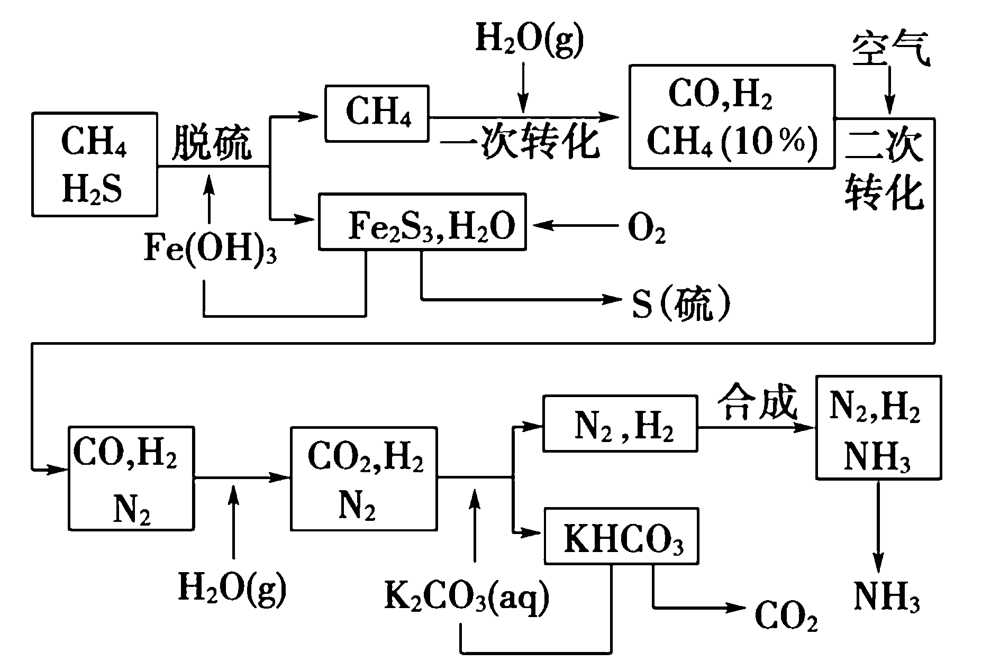 H₂O(g)
空气
CH₄
H₂S
脱硫
Fe(OH)₃
CH₄
一次转化
CO,H₂
CH₄(10%)
二次
转化
Fe₂S₃,H₂O
O₂
S(硫)
CO,H₂
N₂
H₂O(g)
CO₂,H₂
N₂
K₂CO₃(aq)
N₂,H₂
合成
N₂,H₂
NH₃
KHCO₃
CO₂
NH₃